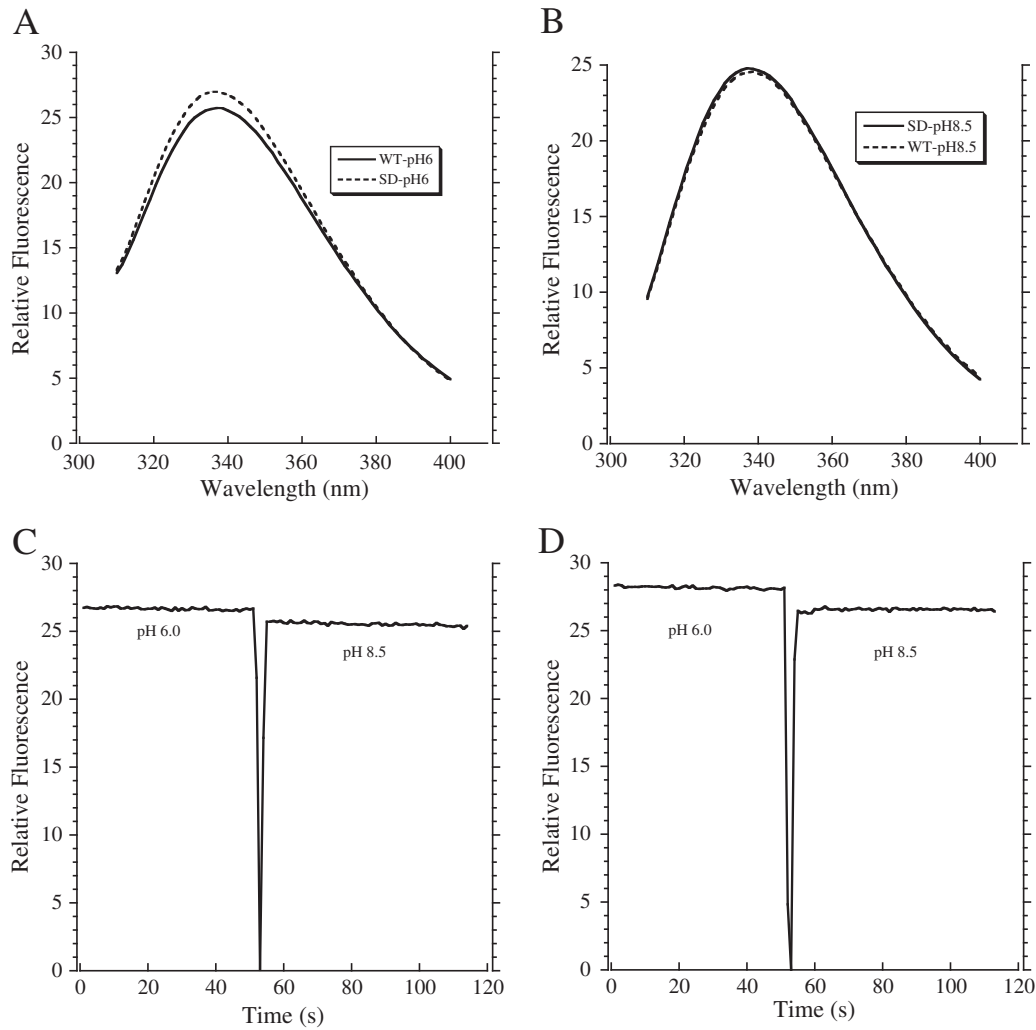 A
30
25
20
15
10
5
0
Relative Fluorescence
WT-pH6
SD-pH6
300 320 340 360 380 400
Wavelength (nm)
B
25
20
15
10
5
0
Relative Fluorescence
SD-pH8.5
WT-pH8.5
300 320 340 360 380 400
Wavelength (nm)
C
30
25
20
15
10
5
0
Relative Fluorescence
pH 6.0
pH 8.5
0 20 40 60 80 100 120
Time (s)
D
30
25
20
15
10
5
0
Relative Fluorescence
pH 6.0
pH 8.5
0 20 40 60 80 100 120
Time (s)